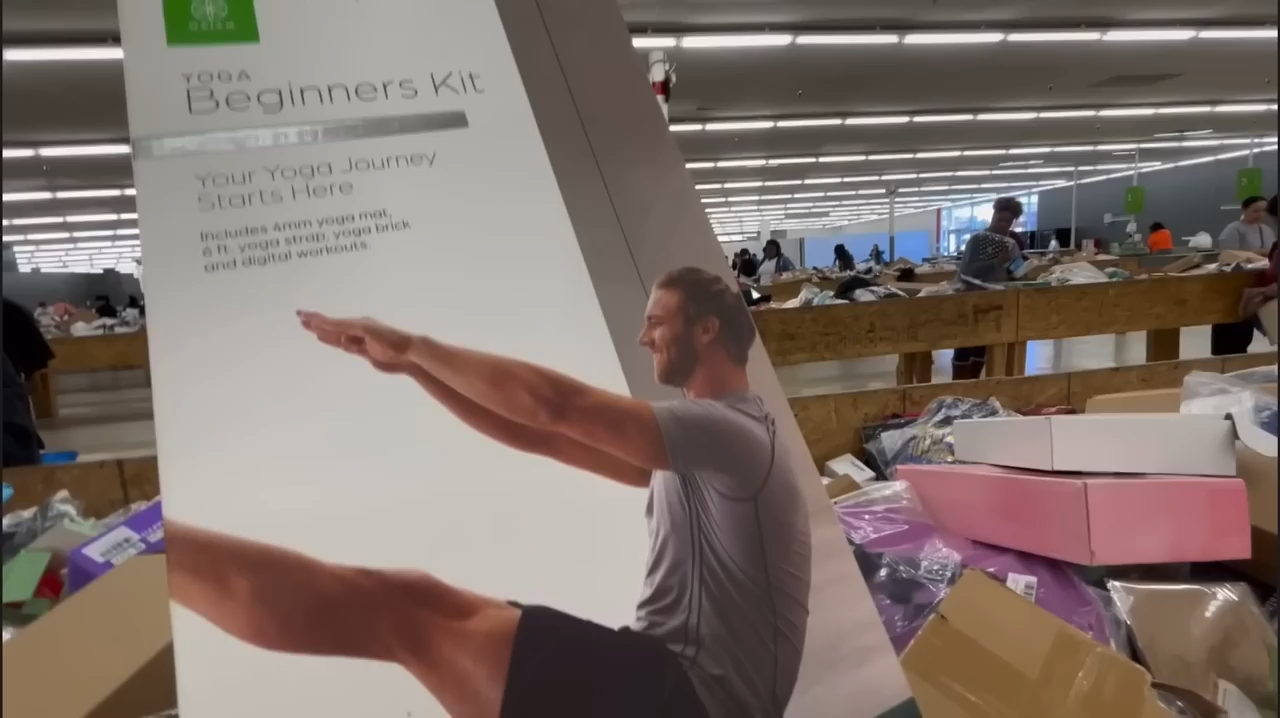 YOGA
Beginners Kit
Your Yoga Journey
Starts Here
Includes 4mm yoga mat,
6 ft. yoga strap, yoga brick
and digital workouts.